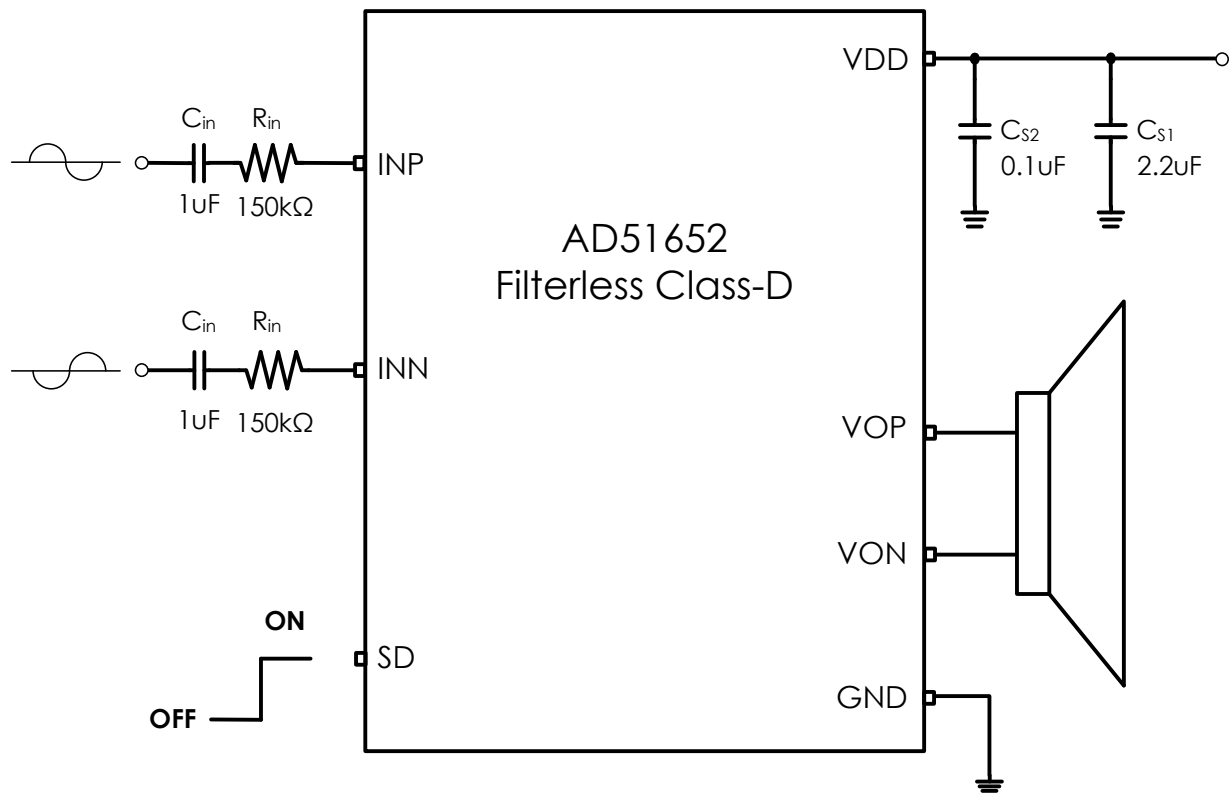 VDD
Cin Rin
CS2 CS1
0.1uF 2.2uF
INP
1uF 150kΩ
AD51652
Filterless Class-D
Cin Rin
INN
1uF 150kΩ
VOP
VON
ON
SD
GND
OFF